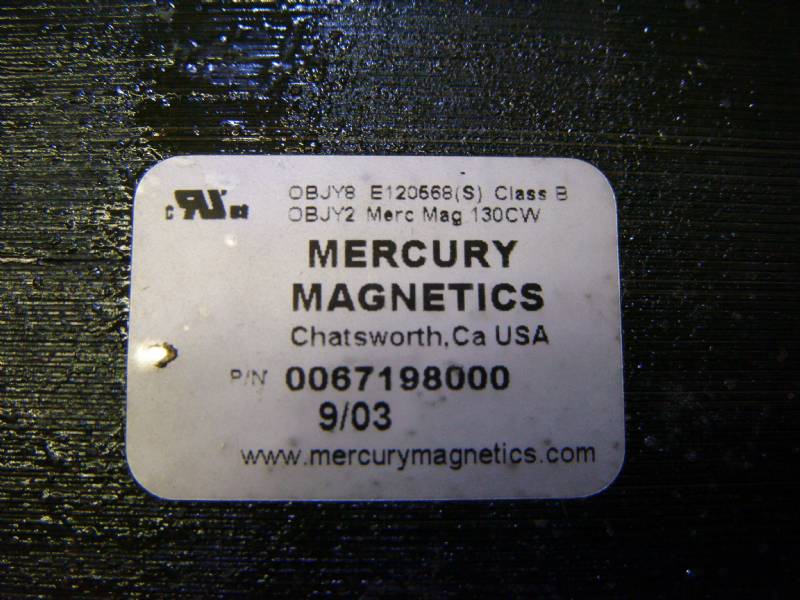 OBJY8 E120568(S) Class B
OBJY2 Merc Mag 130CW
MERCURY
MAGNETICS
Chatsworth,Ca USA
P/N 0067198000
9/03
www.mercurymagnetics.com